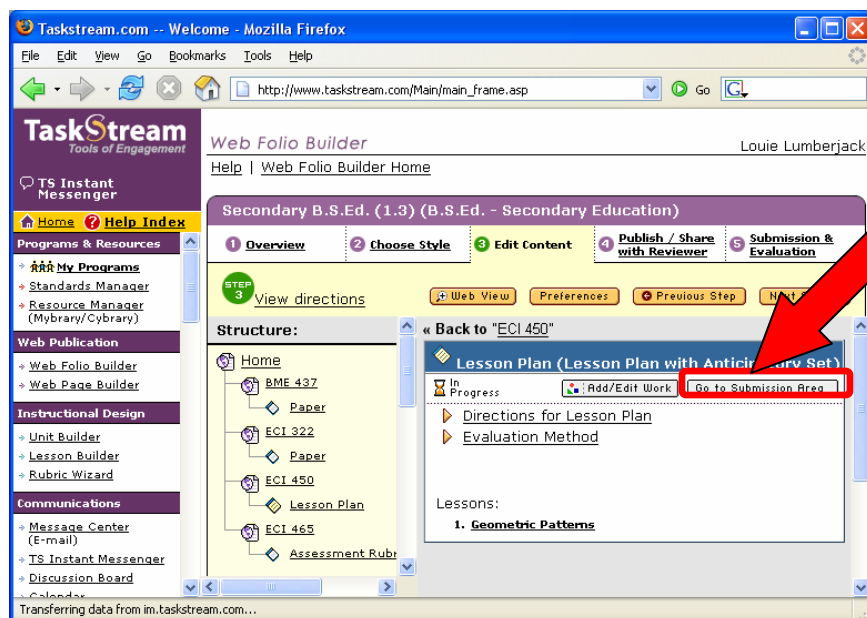 Taskstream.com -- Welcome - Mozilla Firefox
File Edit View Go Bookmarks Tools Help
http://www.taskstream.com/Main/main_frame.asp Go G
TaskStream
Tools of Engagement
TS Instant
Messenger
Home ? Help Index
Programs & Resources
My Programs
Standards Manager
Resource Manager
(Mybrary/Cybrary)
Web Publication
Web Folio Builder
Web Page Builder
Instructional Design
Unit Builder
Lesson Builder
Rubric Wizard
Communications
Message Center
(E-mail)
TS Instant Messenger
Discussion Board
Calendar
Web Folio Builder
Louie Lumberjack
Help | Web Folio Builder Home
Secondary B.S.Ed. (1.3) (B.S.Ed. - Secondary Education)
1 Overview
2 Choose Style
3 Edit Content
4 Publish / Share
with Reviewer
5 Submission &
Evaluation
STEP
3
View directions
Web View
Preferences
Previous Step
Structure:
Home
BME 437
Paper
ECI 322
Paper
ECI 450
Lesson Plan
ECI 465
Assessment Rubr
« Back to "ECI 450"
Lesson Plan (Lesson Plan with Set)
In
Progress
Add/Edit Work
Go to Submission Area
Directions for Lesson Plan
Evaluation Method
Lessons:
1. Geometric Patterns
Transferring data from im.taskstream.com...